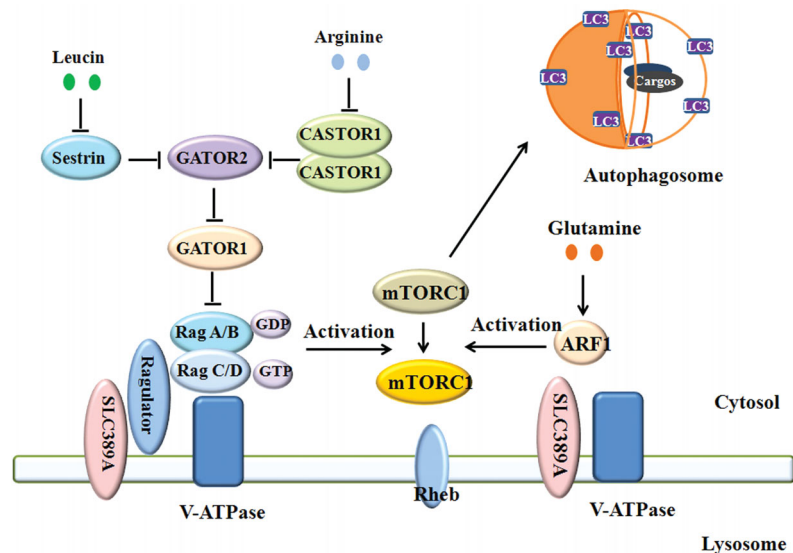 LC3
LC3
LC3
LC3
LC3
LC3
LC3
LC3
LC3
Cargos
Autophagosome
Leucin
Arginine
Sestrin
GATOR2
CASTOR1
CASTOR1
GATOR1
Glutamine
mTORC1
Rag A/B
GDP
Activation
Activation
ARF1
Rag C/D
GTP
mTORC1
Ragulator
SLC389A
SLC389A
Cytosol
Rheb
V-ATPase
V-ATPase
Lysosome